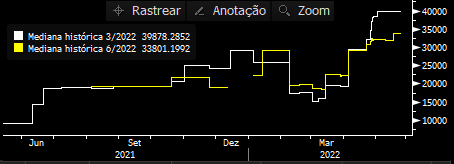 Rastrear Anotação Zoom
Mediana histórica 3/2022 39878.2852
Mediana histórica 6/2022 33801.1992
40000
35000
30000
25000
20000
15000
10000
Jun Set Dez Mar
2021 2022